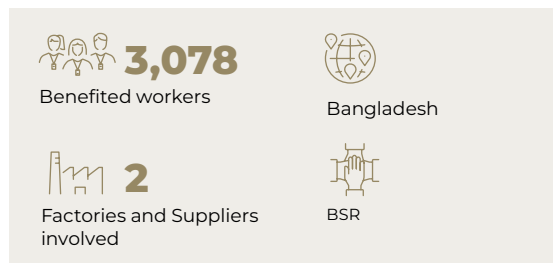 3,078
Benefited workers
Bangladesh
2
Factories and Suppliers
involved
BSR